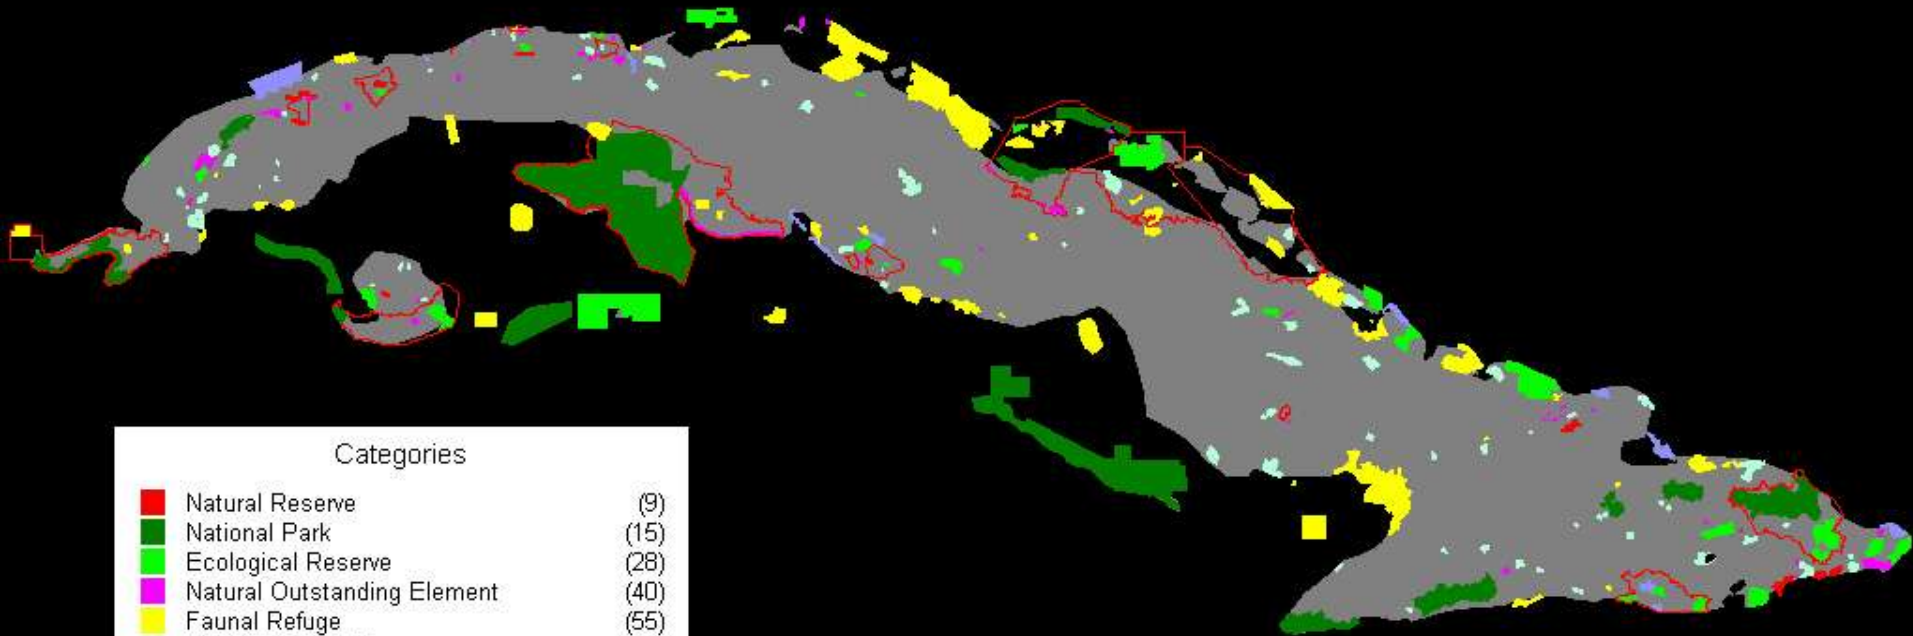 Categories
Natural Reserve (9)
National Park (15)
Ecological Reserve (28)
Natural Outstanding Element (40)
Faunal Refuge (55)